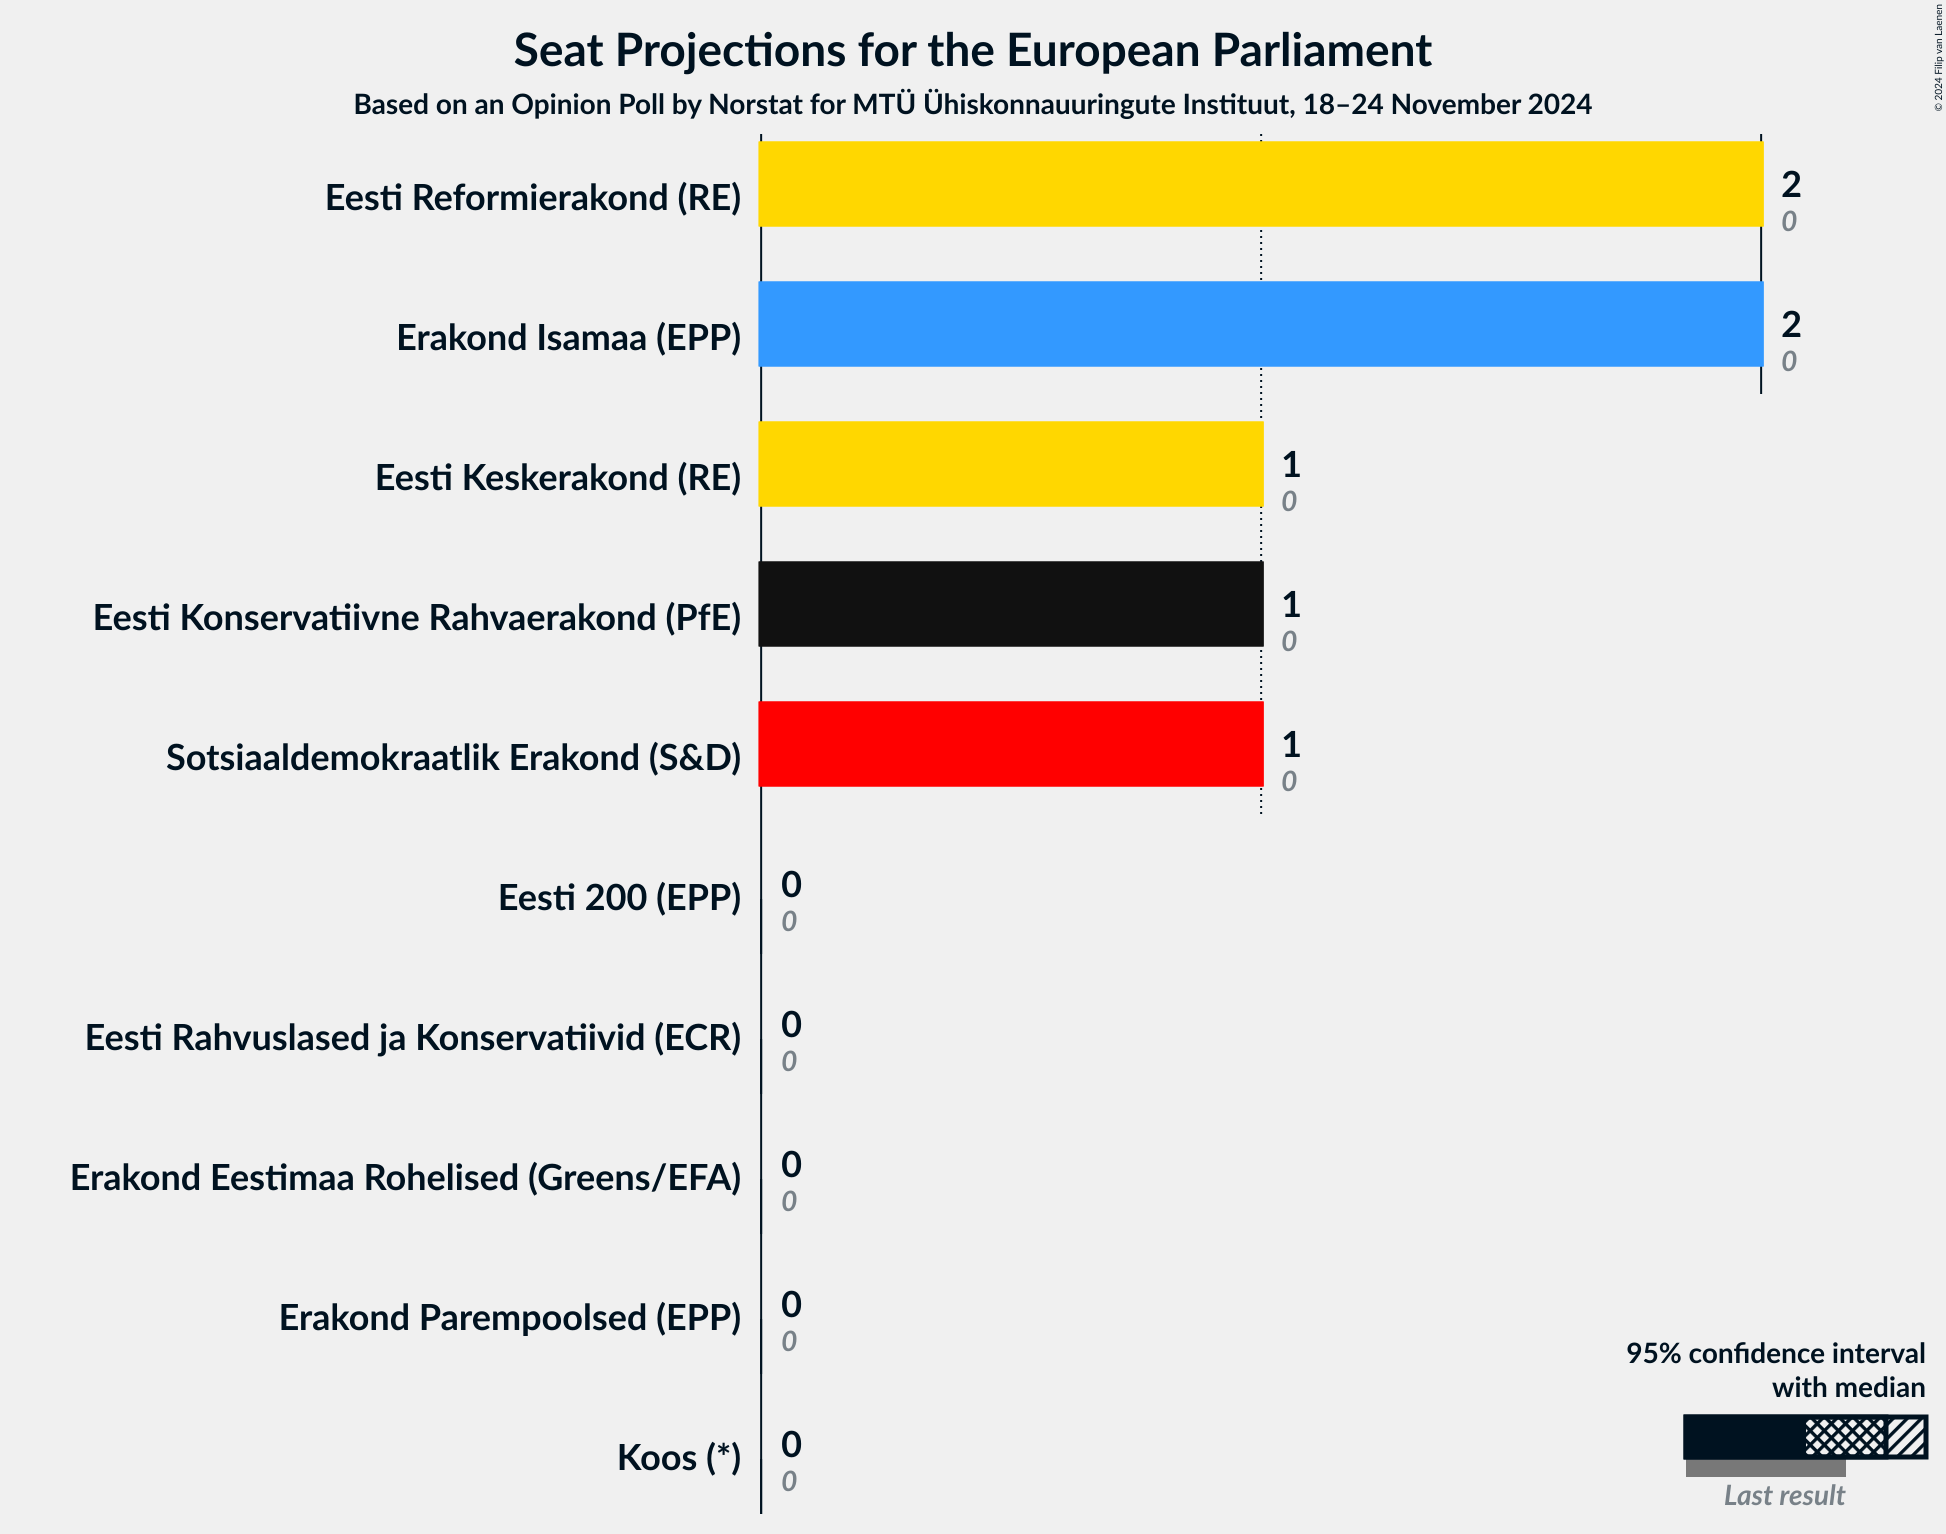 Seat Projections for the European Parliament
Based on an Opinion Poll by Norstat for MTÜ Ühiskonnauuringute Instituut, 18–24 November 2024
© 2024 Filip van Laenen
Eesti Reformierakond (RE)
2
0
Erakond Isamaa (EPP)
2
0
Eesti Keskerakond (RE)
1
0
Eesti Konservatiivne Rahvaerakond (PfE)
1
0
Sotsiaaldemokraatlik Erakond (S&D)
1
0
Eesti 200 (EPP)
0
0
Eesti Rahvuslased ja Konservatiivid (ECR)
0
0
Erakond Eestimaa Rohelised (Greens/EFA)
0
0
Erakond Parempoolsed (EPP)
0
0
Koos (*)
0
0
95% confidence interval
with median
Last result